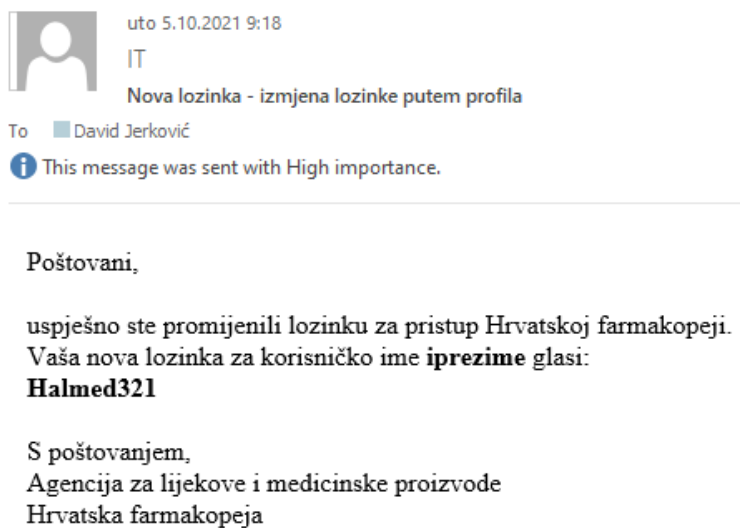 uto 5.10.2021 9:18
IT
Nova lozinka - izmjena lozinke putem profila
To David Jerković
This message was sent with High importance.
Poštovani,
uspješno ste promijenili lozinku za pristup Hrvatskoj farmakopeji.
Vaša nova lozinka za korisničko ime iprezime glasi:
Halmed321
S poštovanjem,
Agencija za lijekove i medicinske proizvode
Hrvatska farmakopeja